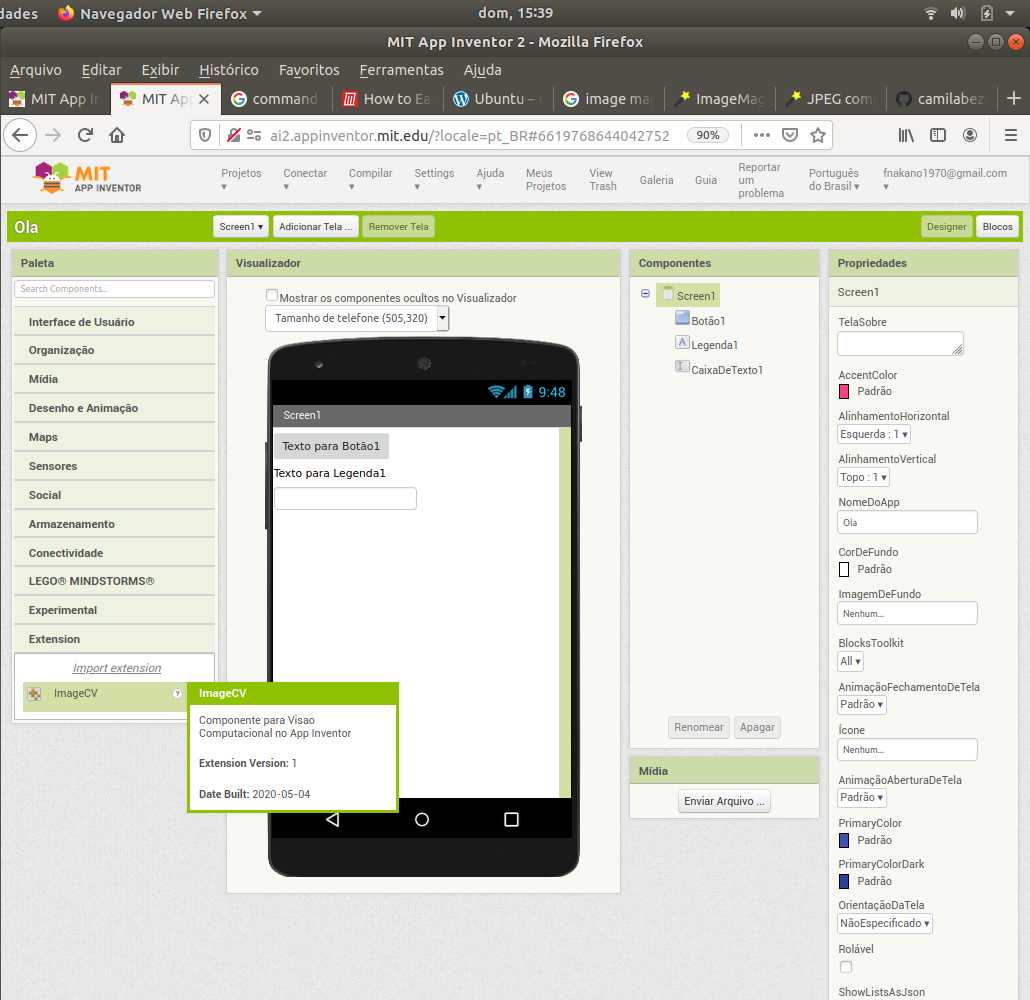 dades
Navegador Web Firefox
dom, 15:39
MIT App Inventor 2 - Mozilla Firefox
Arquivo Editar Exibir Histórico Favoritos Ferramentas Ajuda
MIT App In
MIT Ap
command
How to Ea
Ubuntu –
image ma
ImageMag
JPEG com
camilabez
ai2.appinventor.mit.edu/?locale=pt_BR#6619768644042752
90%
MIT
APP INVENTOR
Projetos
Conectar
Compilar
Settings
Ajuda
Meus
Projetos
View
Trash
Galeria
Guia
Reportar
um
problema
Português
do Brasil
fnakano1970@gmail.com
Ola
Screen1
Adicionar Tela ...
Remover Tela
Designer
Blocos
Paleta
Search Components...
Interface de Usuário
Organização
Mídia
Desenho e Animação
Maps
Sensores
Social
Armazenamento
Conectividade
LEGO® MINDSTORMS®
Experimental
Extension
Import extension
ImageCV
?
ImageCV
Componente para Visao
Computacional no App Inventor
Extension Version: 1
Date Built: 2020-05-04
Visualizador
Mostrar os componentes ocultos no Visualizador
Tamanho de telefone (505,320)
9:48
Screen1
Texto para Botão1
Texto para Legenda1
Componentes
Screen1
Botão1
A
Legenda1
CaixaDeTexto1
Renomear
Apagar
Mídia
Enviar Arquivo ...
Propriedades
Screen1
TelaSobre
AccentColor
Padrão
AlinhamentoHorizontal
Esquerda : 1
AlinhamentoVertical
Topo : 1
NomeDoApp
Ola
CorDeFundo
Padrão
ImagemDeFundo
Nenhum...
BlocksToolkit
All
AnimaçãoFechamentoDeTela
Padrão
Ícone
Nenhum...
AnimaçãoAberturaDeTela
Padrão
PrimaryColor
Padrão
PrimaryColorDark
Padrão
OrientaçãoDaTela
NãoEspecificado
Rolável
ShowListsAsJson